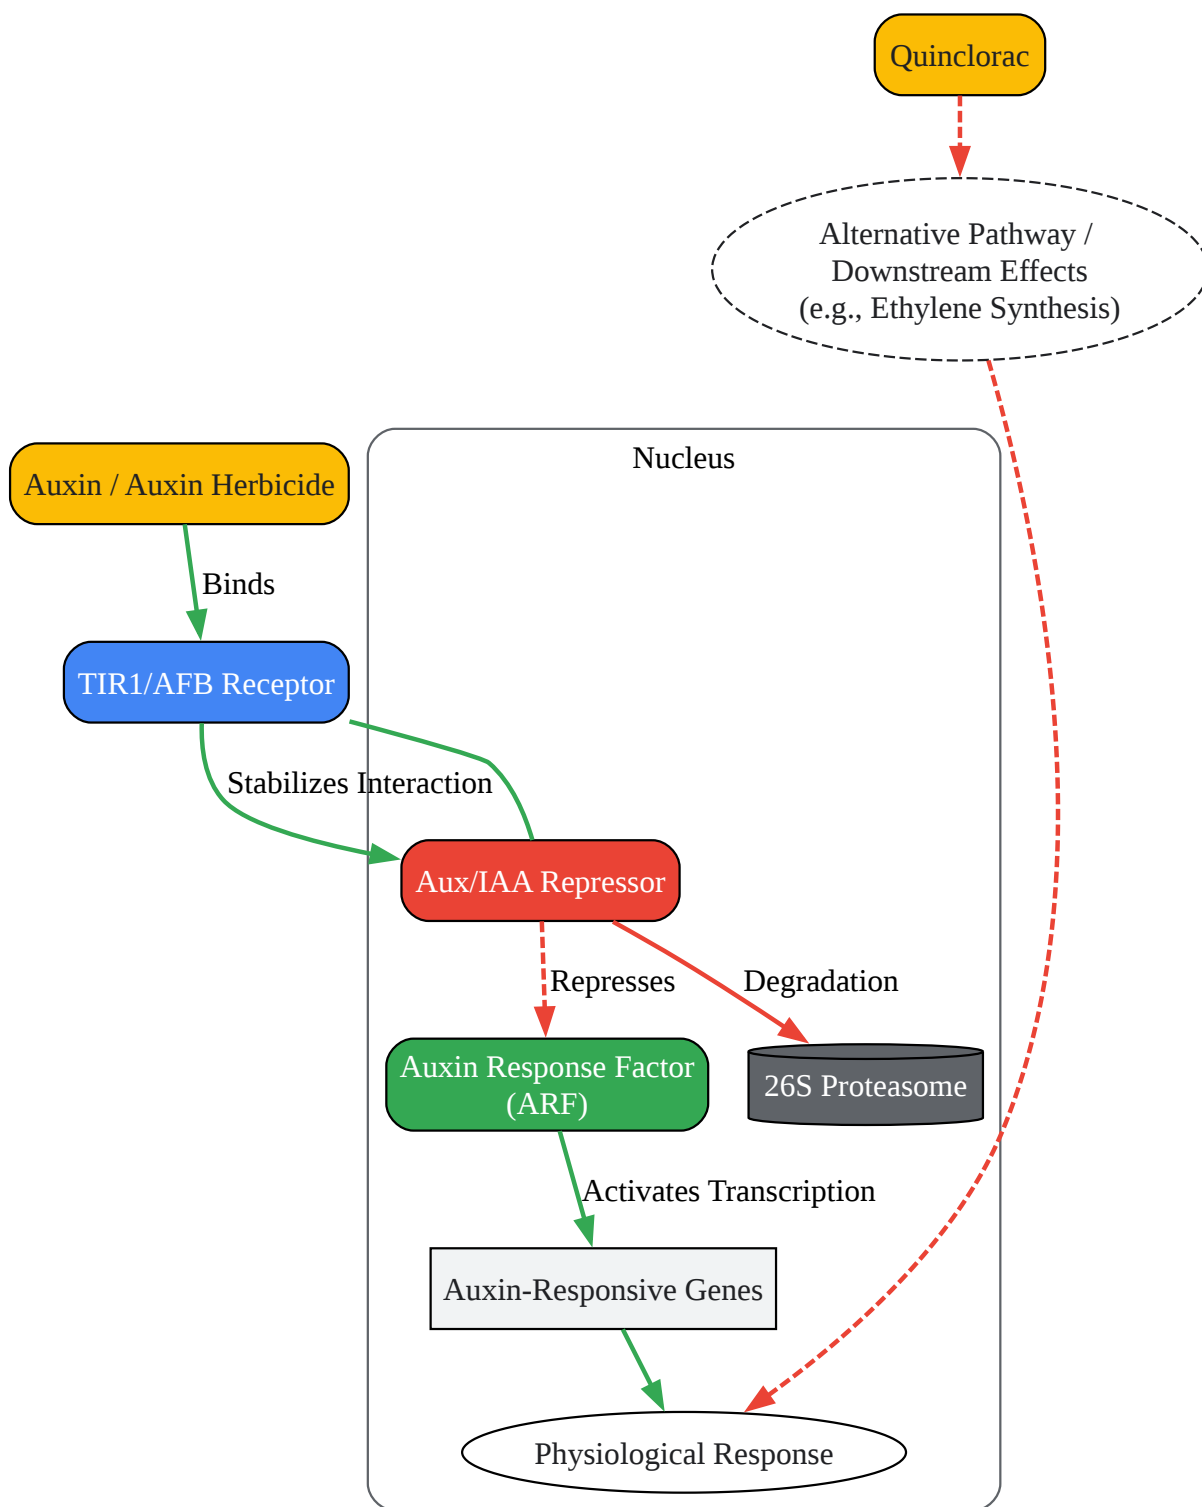 Quinclorac
Alternative Pathway /
Downstream Effects
(e.g., Ethylene Synthesis)
Nucleus
Auxin / Auxin Herbicide
Binds
TIR1/AFB Receptor
Stabilizes Interaction
Aux/IAA Repressor
Represses
Degradation
Auxin Response Factor
(ARF)
26S Proteasome
Activates Transcription
Auxin-Responsive Genes
Physiological Response